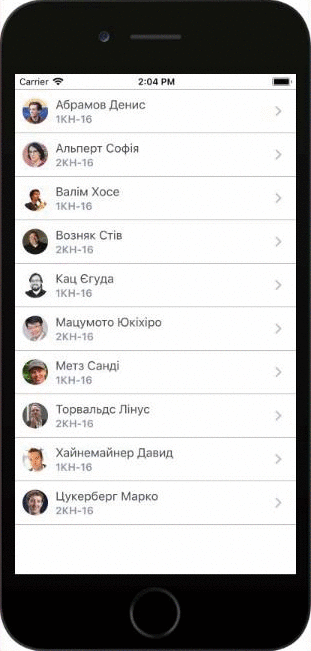 Carrier 2:04 PM
Абрамов Денис
1КН-16
Альперт Софія
2КН-16
Валім Хосе
1КН-16
Возняк Стів
2КН-16
Кац Єгуда
1КН-16
Мацумото Юкіхіро
2КН-16
Метз Санді
1КН-16
Торвальдс Лінус
2КН-16
Хайнемайнер Давид
1КН-16
Цукерберг Марко
2КН-16